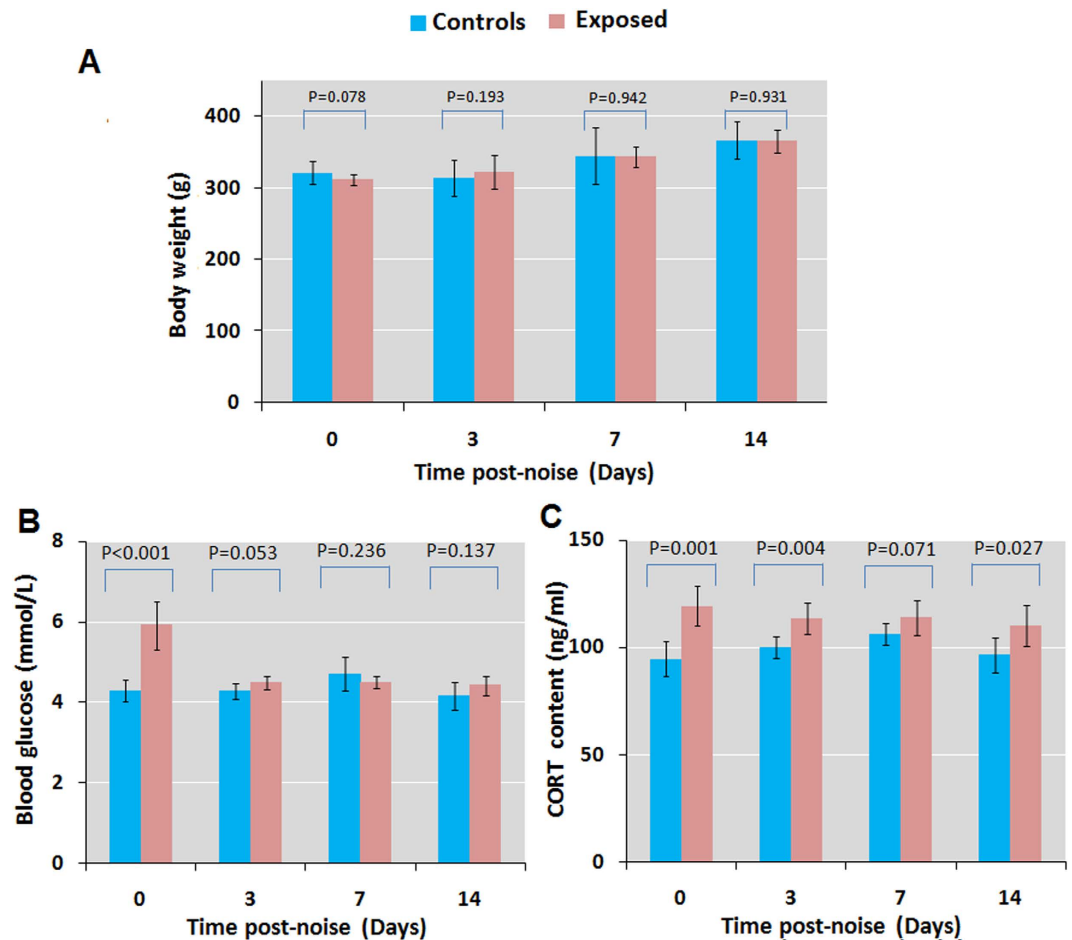 Controls Exposed
A
P=0.078 P=0.193 P=0.942 P=0.931
400
300
200
100
0
Body weight (g)
0 3 7 14
Time post-noise (Days)
B
P<0.001 P=0.053 P=0.236 P=0.137
8
6
4
2
0
Blood glucose (mmol/L)
0 3 7 14
Time post-noise (Days)
C
P=0.001 P=0.004 P=0.071 P=0.027
150
100
50
0
CORT content (ng/ml)
0 3 7 14
Time post-noise (Days)